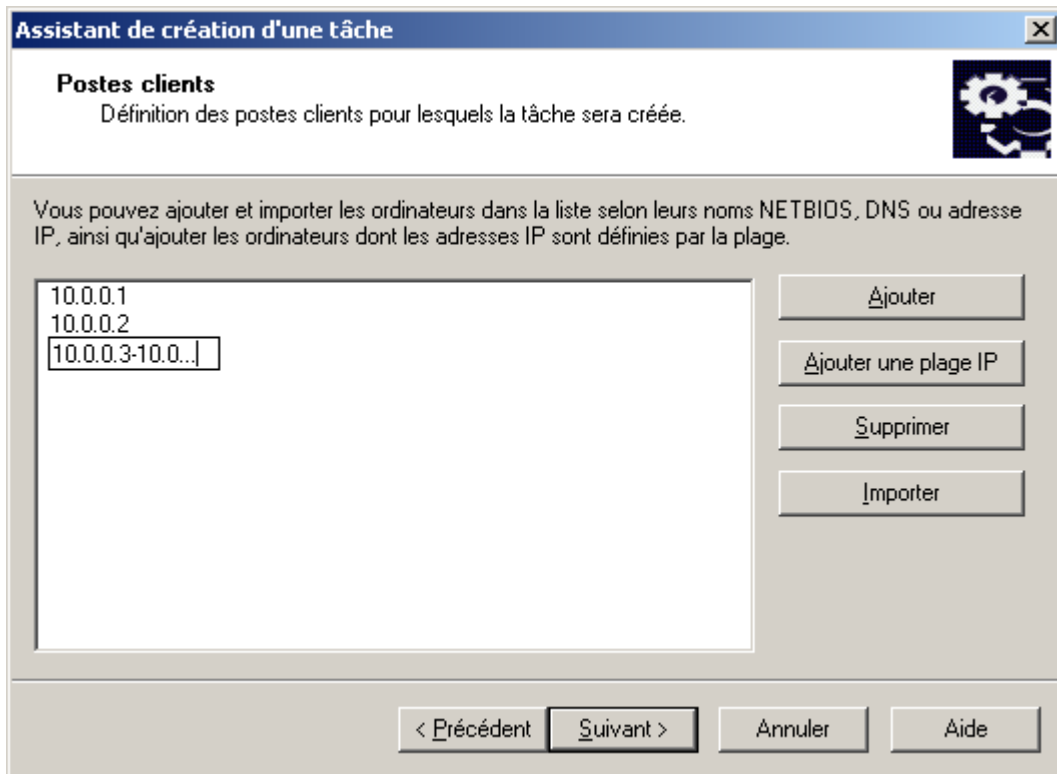 Assistant de création d'une tâche
Postes clients
Définition des postes clients pour lesquels la tâche sera créée.
Vous pouvez ajouter et importer les ordinateurs dans la liste selon leurs noms NETBIOS, DNS ou adresse
IP, ainsi qu'ajouter les ordinateurs dont les adresses IP sont définies par la plage.
10.0.0.1
10.0.0.2
10.0.0.3-10.0...
Ajouter
Ajouter une plage IP
Supprimer
Importer
< Précédent
Suivant >
Annuler
Aide